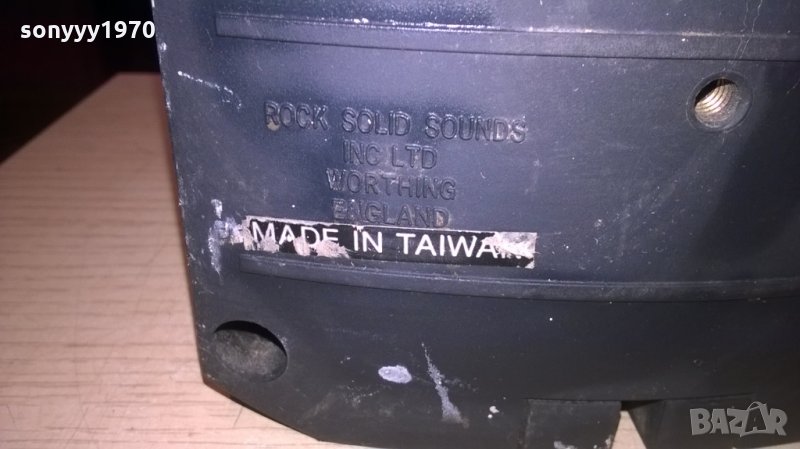 sonyyy1970
ROCK SOLID SOUNDS
INC LTD
WORTHING
ENGLAND
MADE IN TAIWAN
BAZAR